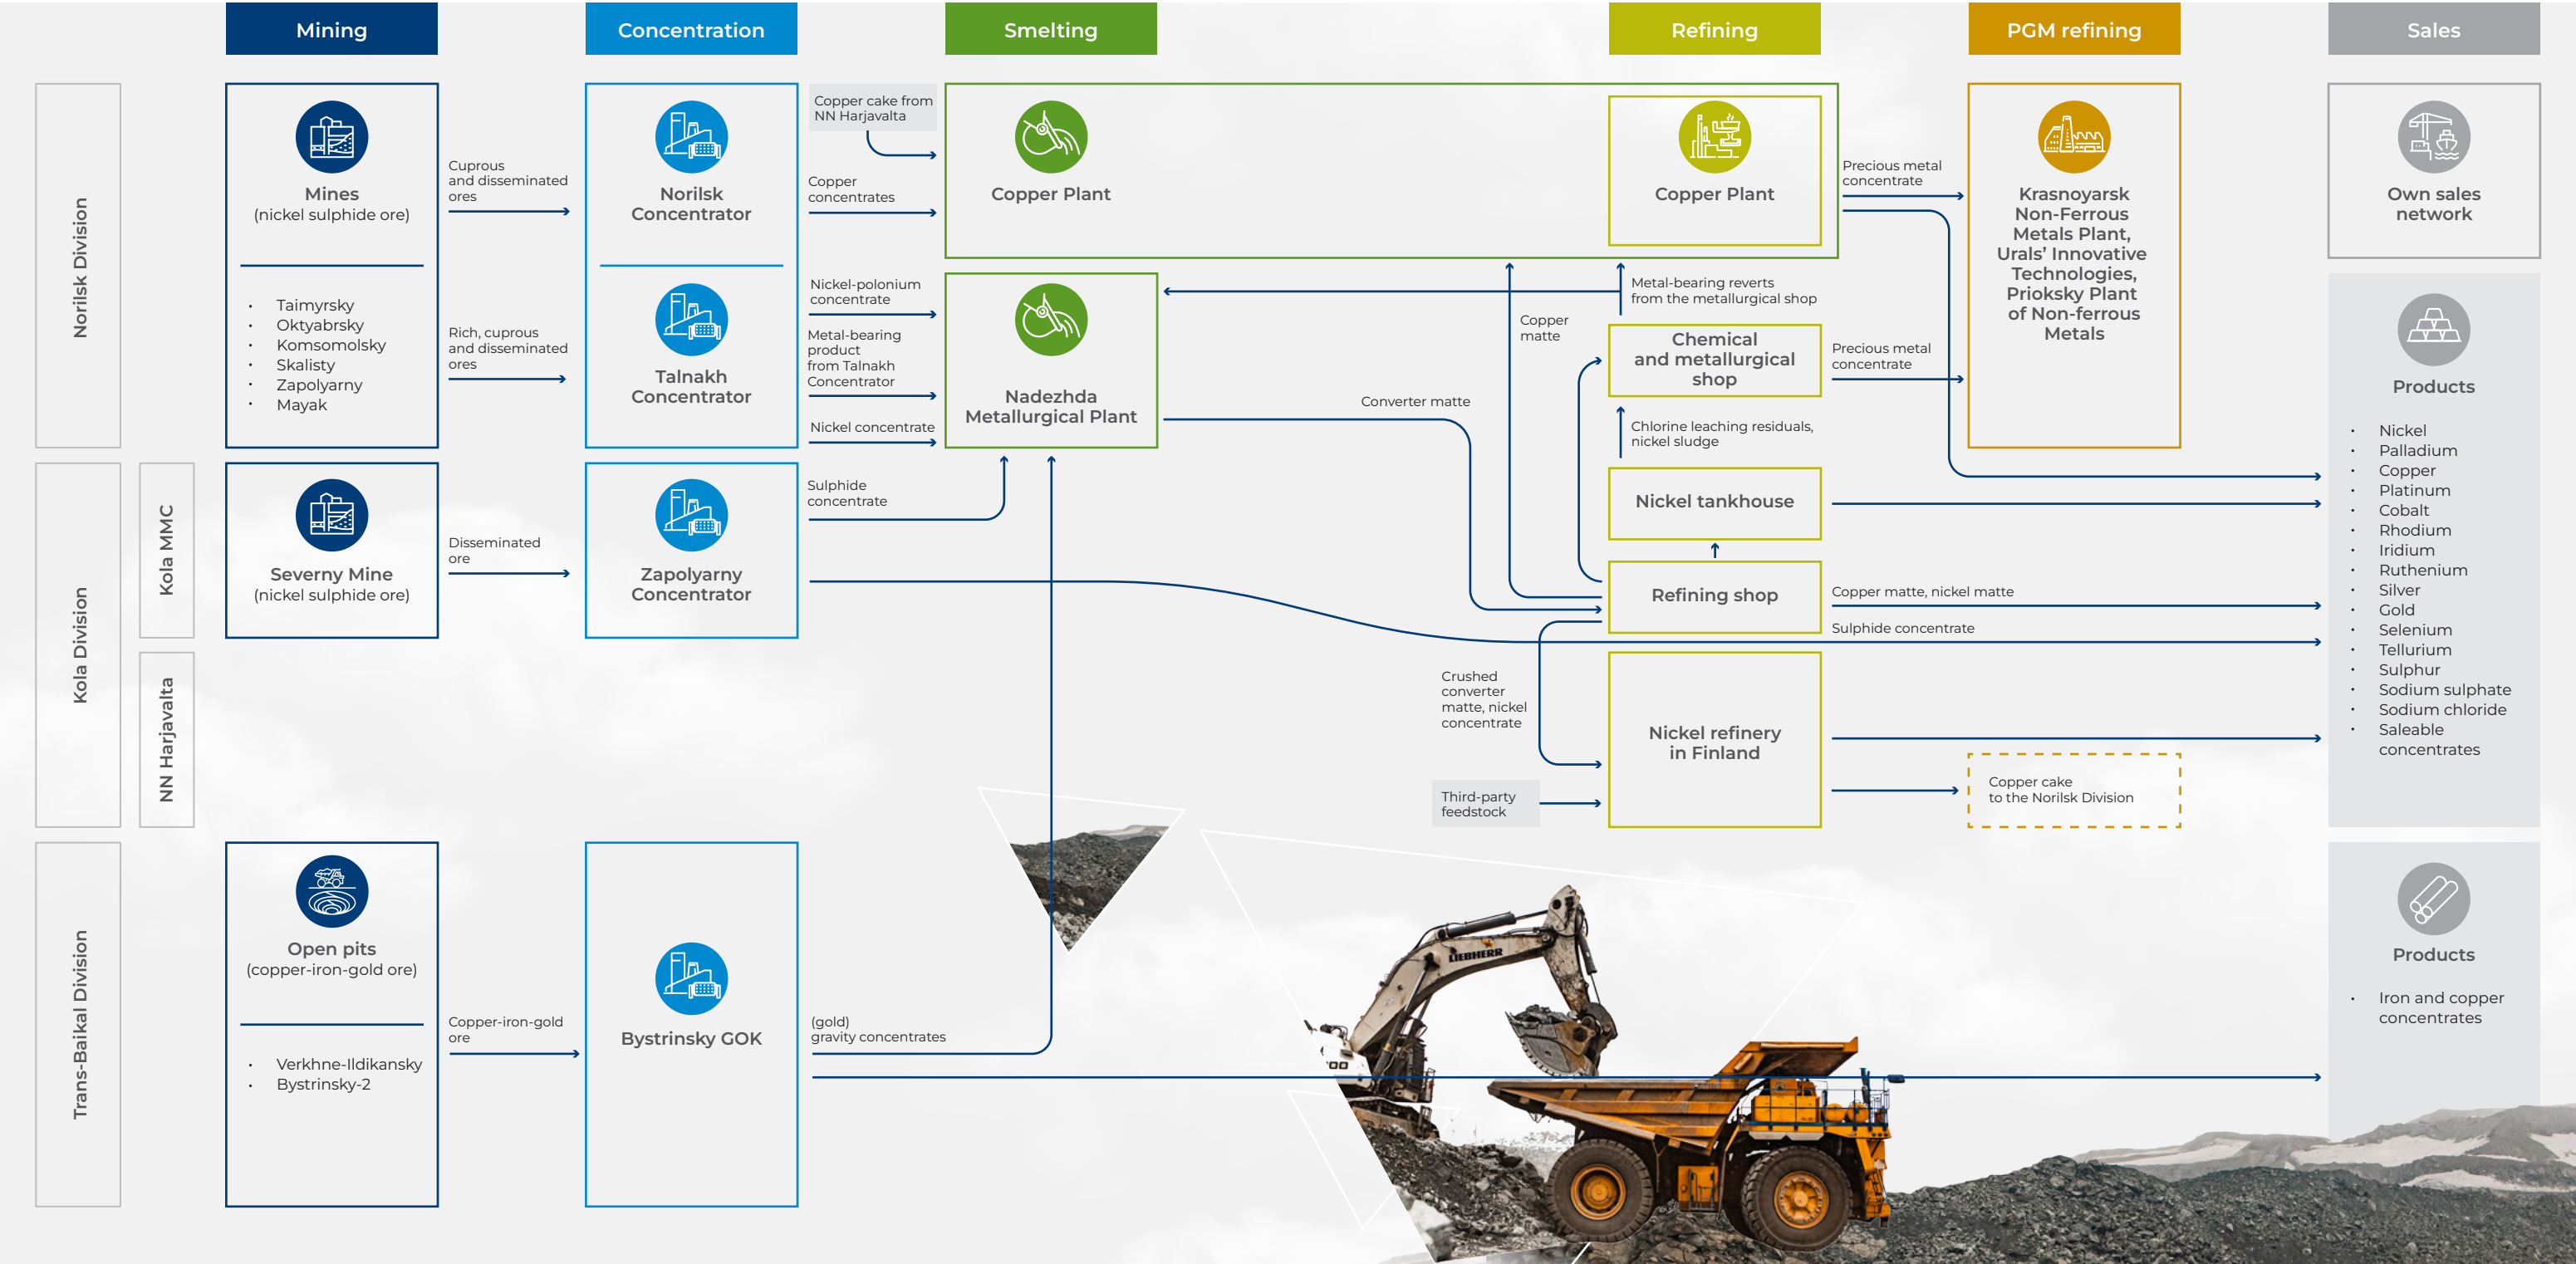 Mining
Concentration
Smelting
Refining
PGM refining
Sales
Norilsk Division
Mines
(nickel sulphide ore)
Taimyrsky
Oktyabrsky
Komsomolsky
Skalisty
Zapolyarny
Mayak
Cuprous
and disseminated
ores
Rich, cuprous
and disseminated
ores
Norilsk
Concentrator
Talnakh
Concentrator
Copper cake from
NN Harjavalta
Copper
concentrates
Nickel-polonium
concentrate
Metal-bearing
product
from Talnakh
Concentrator
Nickel concentrate
Copper Plant
Nadezhda
Metallurgical Plant
Copper Plant
Metal-bearing reverts
from the metallurgical shop
Copper
matte
Converter matte
Chemical
and metallurgical
shop
Chlorine leaching residuals,
nickel sludge
Precious metal
concentrate
Precious metal
concentrate
Krasnoyarsk
Non-Ferrous
Metals Plant,
Urals’ Innovative
Technologies,
Prioksky Plant
of Non-ferrous
Metals
Own sales
network
Products
Nickel
Palladium
Copper
Platinum
Cobalt
Rhodium
Iridium
Ruthenium
Silver
Gold
Selenium
Tellurium
Sulphur
Sodium sulphate
Sodium chloride
Saleable
concentrates
Kola Division
Kola MMC
NN Harjavalta
Severny Mine
(nickel sulphide ore)
Disseminated
ore
Zapolyarny
Concentrator
Sulphide
concentrate
Nickel tankhouse
Refining shop
Copper matte, nickel matte
Sulphide concentrate
Crushed
converter
matte, nickel
concentrate
Third-party
feedstock
Nickel refinery
in Finland
Copper cake
to the Norilsk Division
Trans-Baikal Division
Open pits
(copper-iron-gold ore)
Verkhne-Ildikansky
Bystrinsky-2
Copper-iron-gold
ore
Bystrinsky GOK
(gold)
gravity concentrates
LIEBHERR
Products
Iron and copper
concentrates